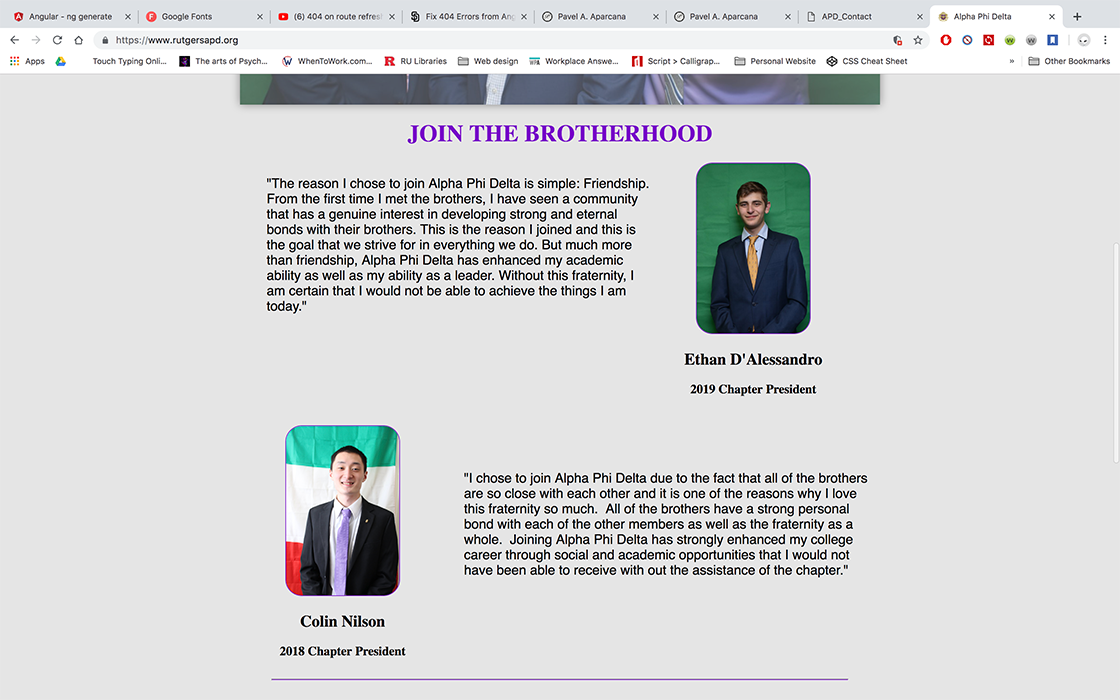 Angular - ng generate
Google Fonts
(6) 404 on route refres
Fix 404 Errors from An
Pavel A. Aparcana
Pavel A. Aparcana
APD_Contact
Alpha Phi Delta
https://www.rutgersapd.org
Apps
Touch Typing Onli...
The arts of Psych...
WhenToWork.com...
RU Libraries
Web design
Workplace Answe...
Script > Calligrap...
Personal Website
CSS Cheat Sheet
»
Other Bookmarks
JOIN THE BROTHERHOOD
"The reason I chose to join Alpha Phi Delta is simple: Friendship.
From the first time I met the brothers, I have seen a community
that has a genuine interest in developing strong and eternal
bonds with their brothers. This is the reason I joined and this is
the goal that we strive for in everything we do. But much more
than friendship, Alpha Phi Delta has enhanced my academic
ability as well as my ability as a leader. Without this fraternity, I
am certain that I would not be able to achieve the things I am
today."
Ethan D'Alessandro
2019 Chapter President
"I chose to join Alpha Phi Delta due to the fact that all of the brothers
are so close with each other and it is one of the reasons why I love
this fraternity so much.  All of the brothers have a strong personal
bond with each of the other members as well as the fraternity as a
whole.  Joining Alpha Phi Delta has strongly enhanced my college
career through social and academic opportunities that I would not
have been able to receive with out the assistance of the chapter."
Colin Nilson
2018 Chapter President